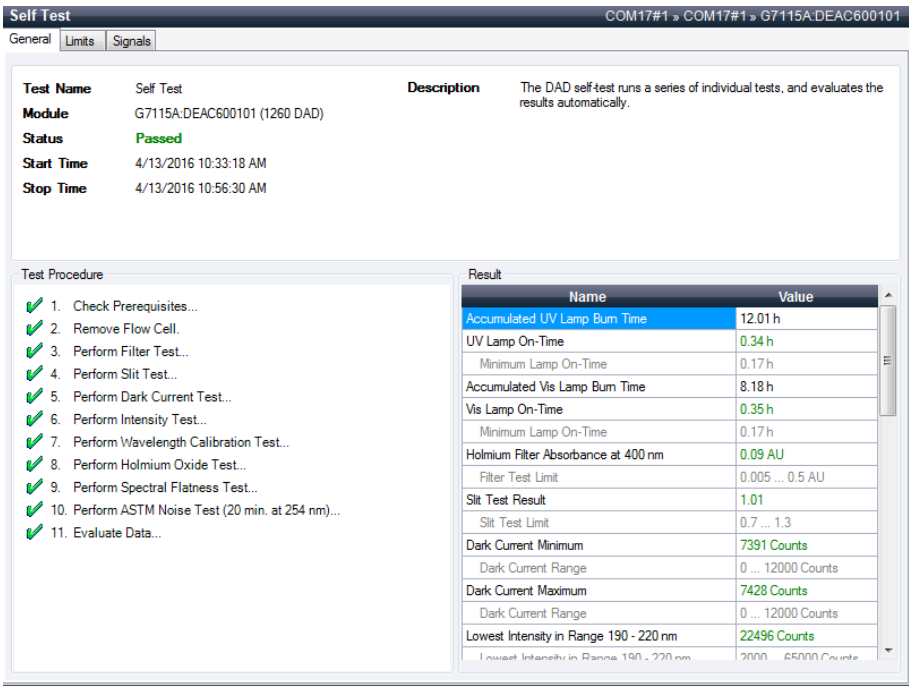 Self Test COM17#1 » COM17#1 » G7115A:DEAC600101
General Limits Signals
Test Name Self Test Description The DAD self-test runs a series of individual tests, and evaluates the
results automatically.
Module G7115A:DEAC600101 (1260 DAD)
Status Passed
Start Time 4/13/2016 10:33:18 AM
Stop Time 4/13/2016 10:56:30 AM
Test Procedure
1. Check Prerequisites...
2. Remove Flow Cell.
3. Perform Filter Test...
4. Perform Slit Test...
5. Perform Dark Current Test...
6. Perform Intensity Test...
7. Perform Wavelength Calibration Test...
8. Perform Holmium Oxide Test...
9. Perform Spectral Flatness Test...
10. Perform ASTM Noise Test (20 min. at 254 nm)...
11. Evaluate Data...
Result
Name Value
Accumulated UV Lamp Burn Time 12.01 h
UV Lamp On-Time 0.34 h
Minimum Lamp On-Time 0.17 h
Accumulated Vis Lamp Burn Time 8.18 h
Vis Lamp On-Time 0.35 h
Minimum Lamp On-Time 0.17 h
Holmium Filter Absorbance at 400 nm 0.09 AU
Filter Test Limit 0.005 ... 0.5 AU
Slit Test Result 1.01
Slit Test Limit 0.7 ... 1.3
Dark Current Minimum 7391 Counts
Dark Current Range 0 ... 12000 Counts
Dark Current Maximum 7428 Counts
Dark Current Range 0 ... 12000 Counts
Lowest Intensity in Range 190 - 220 nm 22496 Counts
Lowest Intensity in Range 190 - 220 nm 2000 ... 65000 Counts